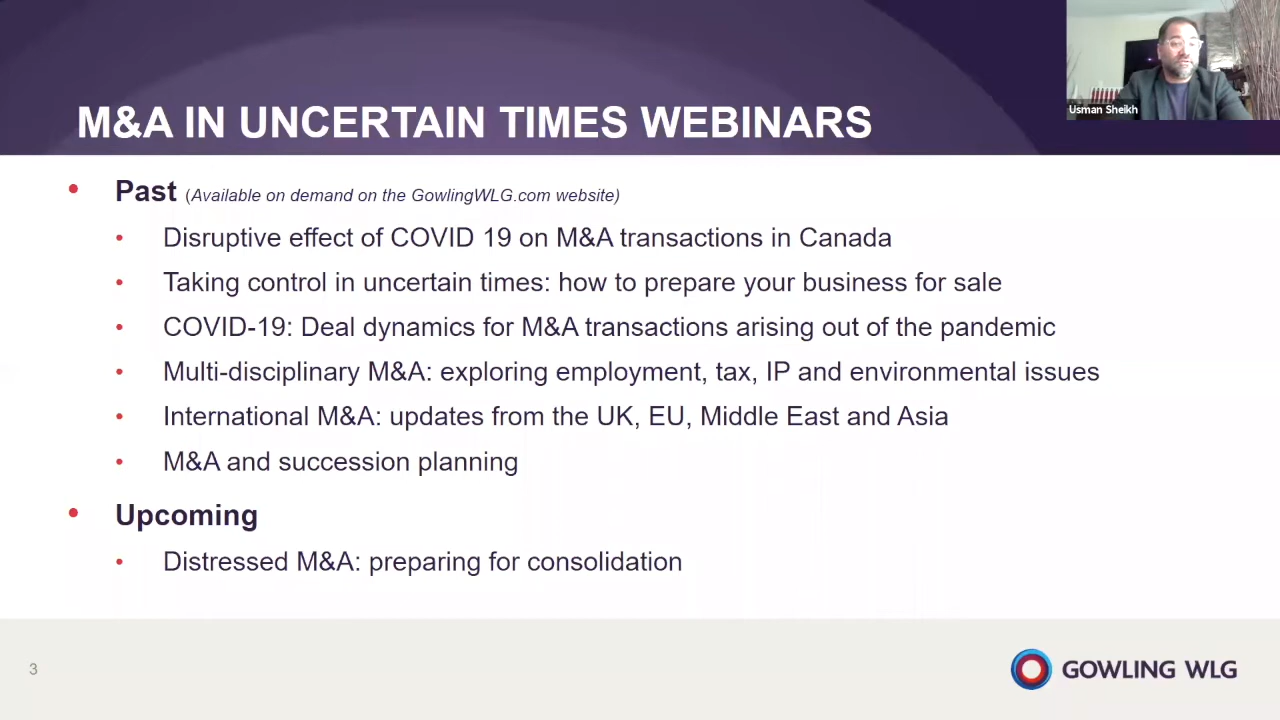 Usman Sheikh
M&A IN UNCERTAIN TIMES WEBINARS
• Past (Available on demand on the GowlingWLG.com website)
• Disruptive effect of COVID 19 on M&A transactions in Canada
• Taking control in uncertain times: how to prepare your business for sale
• COVID-19: Deal dynamics for M&A transactions arising out of the pandemic
• Multi-disciplinary M&A: exploring employment, tax, IP and environmental issues
• International M&A: updates from the UK, EU, Middle East and Asia
• M&A and succession planning
• Upcoming
• Distressed M&A: preparing for consolidation
3
GOWLING WLG